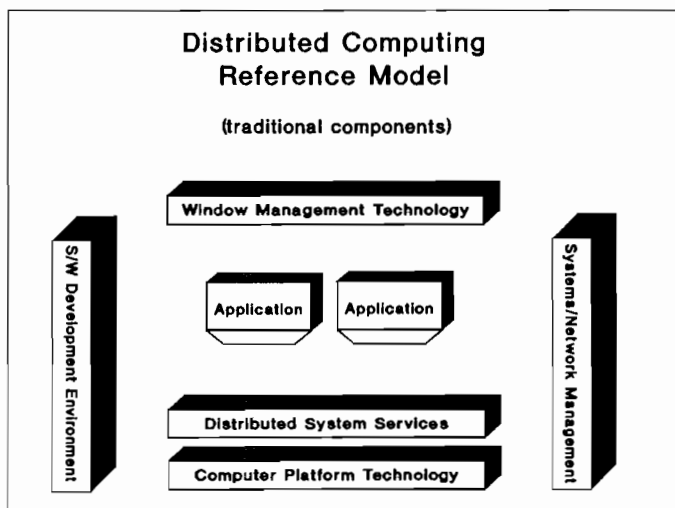 Distributed Computing
Reference Model
(traditional components)
Window Management Technology
S/W Development Environment
Application
Application
Systems/Network Management
Distributed System Services
Computer Platform Technology